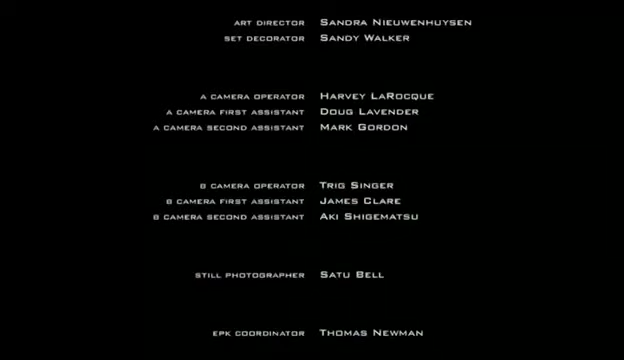 ART DIRECTOR SANDRA NIEUWENHUYSEN
SET DECORATOR SANDY WALKER
A CAMERA OPERATOR HARVEY LAROCQUE
A CAMERA FIRST ASSISTANT DOUG LAVENDER
A CAMERA SECOND ASSISTANT MARK GORDON
B CAMERA OPERATOR TRIG SINGER
B CAMERA FIRST ASSISTANT JAMES CLARE
B CAMERA SECOND ASSISTANT AKI SHIGEMATSU
STILL PHOTOGRAPHER SATU BELL
EPK COORDINATOR THOMAS NEWMAN